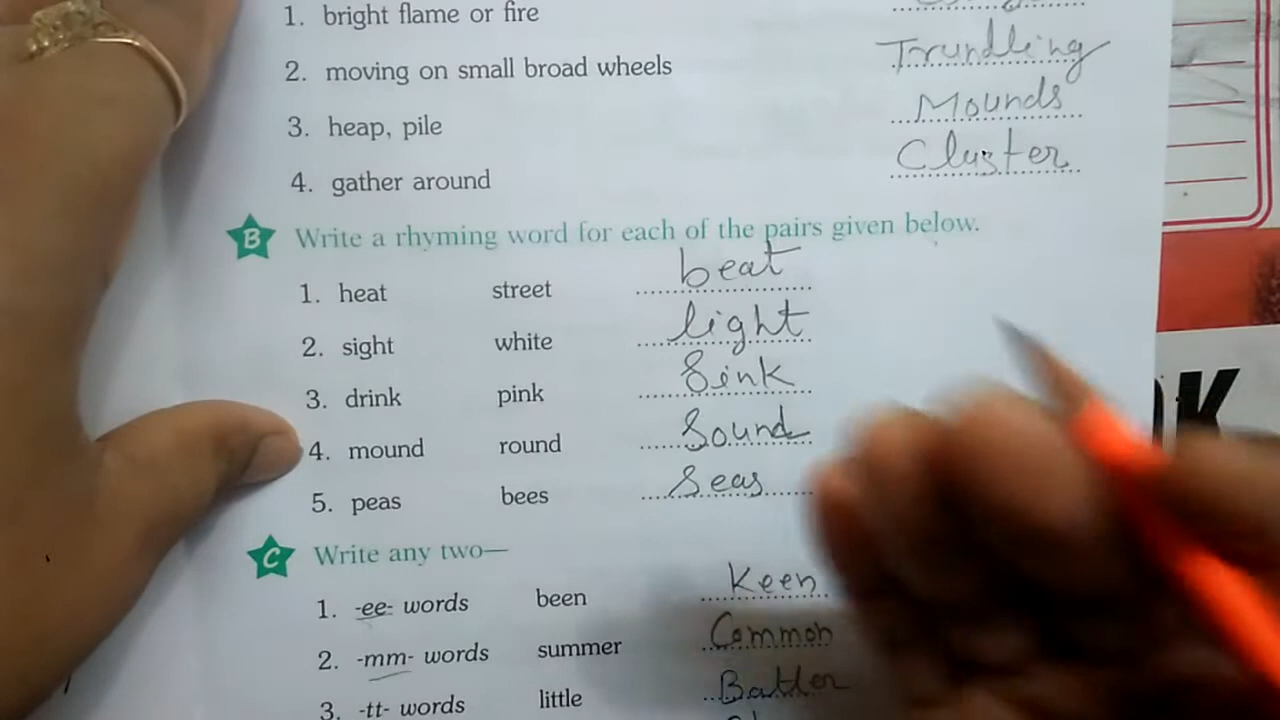 1. bright flame or fire
2. moving on small broad wheels Trundling
3. heap, pile Mounds
4. gather around Cluster
B Write a rhyming word for each of the pairs given below.
1. heat street beat
2. sight white light
3. drink pink Sink
4. mound round Sound
5. peas bees Seas
C Write any two—
1. -ee- words been Keen
2. -mm- words summer Common
3. -tt- words little Batter